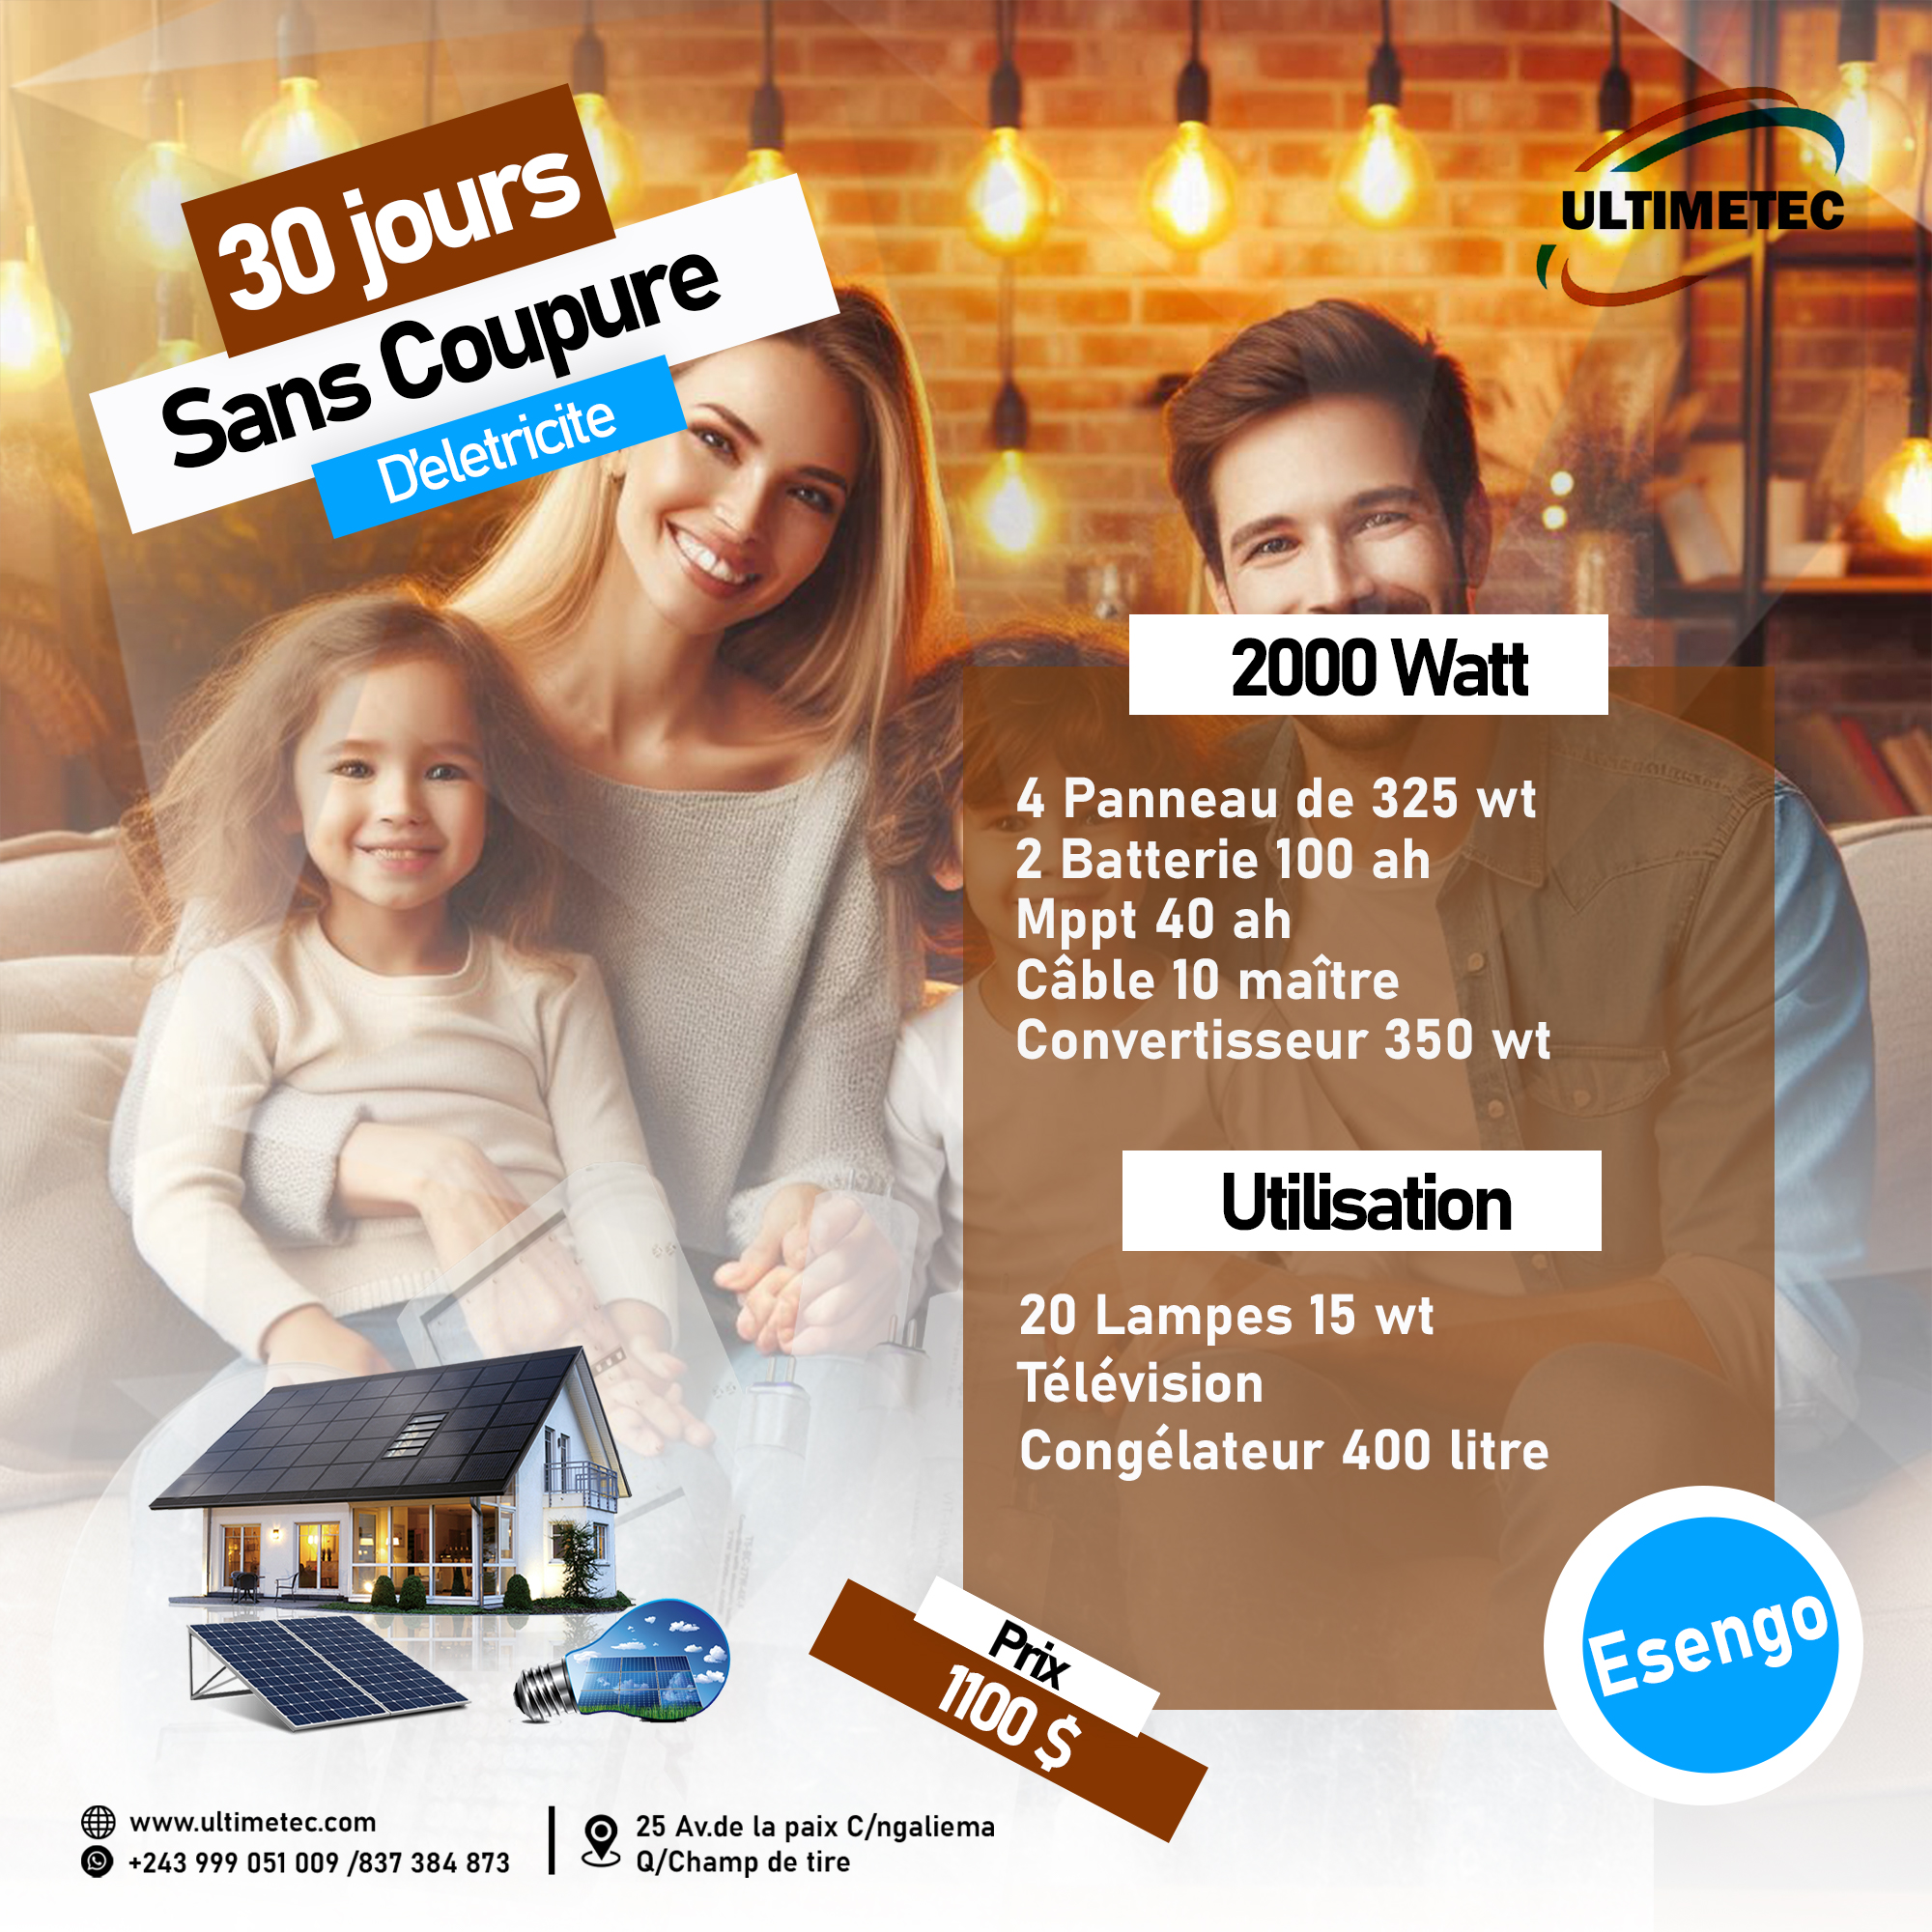 30 jours
Sans Coupure
D'eletricite
ULTIMETEC
2000 Watt
4 Panneau de 325 wt
2 Batterie 100 ah
Mppt 40 ah
Câble 10 maître
Convertisseur 350 wt
Utilisation
20 Lampes 15 wt
Télévision
Congélateur 400 litre
Esengo
Prix
1100 $
www.ultimetec.com
+243 999 051 009 /837 384 873
25 Av.de la paix C/ngaliema
Q/Champ de tire